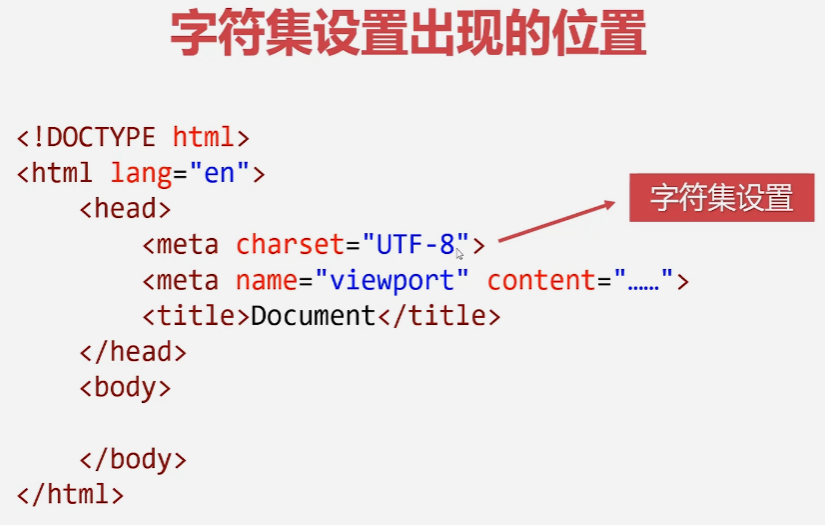 字符集设置出现的位置
<!DOCTYPE html>
<html lang="en">
<head>
字符集设置
<meta charset="UTF-8">
<meta name="viewport" content="……">
<title>Document</title>
</head>
<body>
</body>
</html>